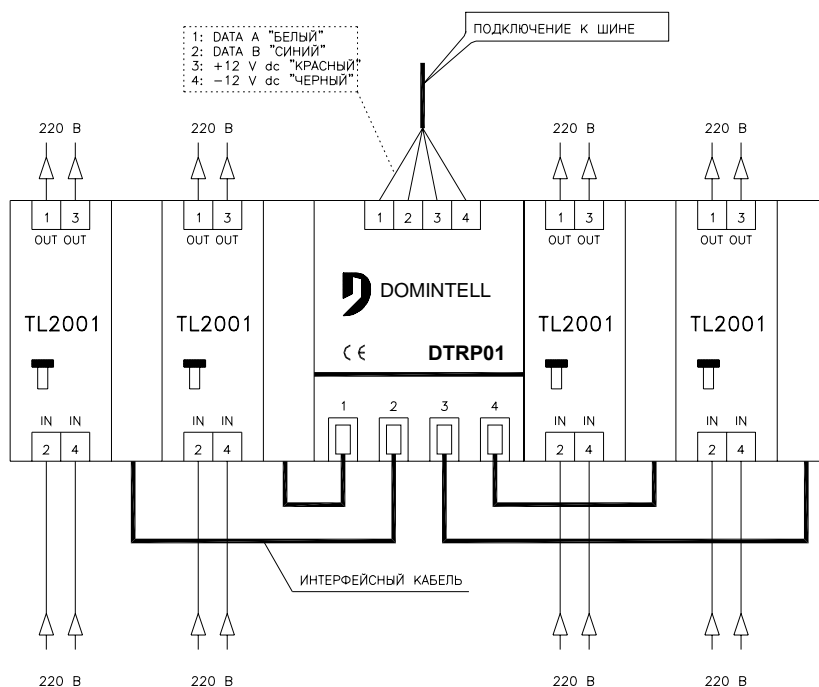 1: DATA A "БЕЛЫЙ"
2: DATA B "СИНИЙ"
3: +12 V dc "КРАСНЫЙ"
4: -12 V dc "ЧЕРНЫЙ"
ПОДКЛЮЧЕНИЕ К ШИНЕ
220 В 220 В 220 В 220 В
1 3 1 3 1 2 3 4 1 3 1 3
OUT OUT OUT OUT OUT OUT OUT OUT
DOMINTELL
TL2001 TL2001 TL2001 TL2001
CE DTRP01
1 2 3 4
IN IN IN IN IN IN IN IN
2 4 2 4 2 4 2 4
ИНТЕРФЕЙСНЫЙ КАБЕЛЬ
220 В 220 В 220 В 220 В